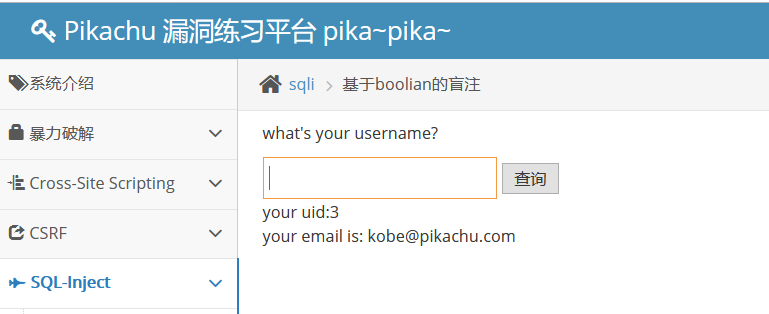 Pikachu 漏洞练习平台 pika~pika~
系统介绍
暴力破解
Cross-Site Scripting
CSRF
SQL-Inject
sqli > 基于boolian的盲注
what's your username?
查询
your uid:3
your email is: kobe@pikachu.com